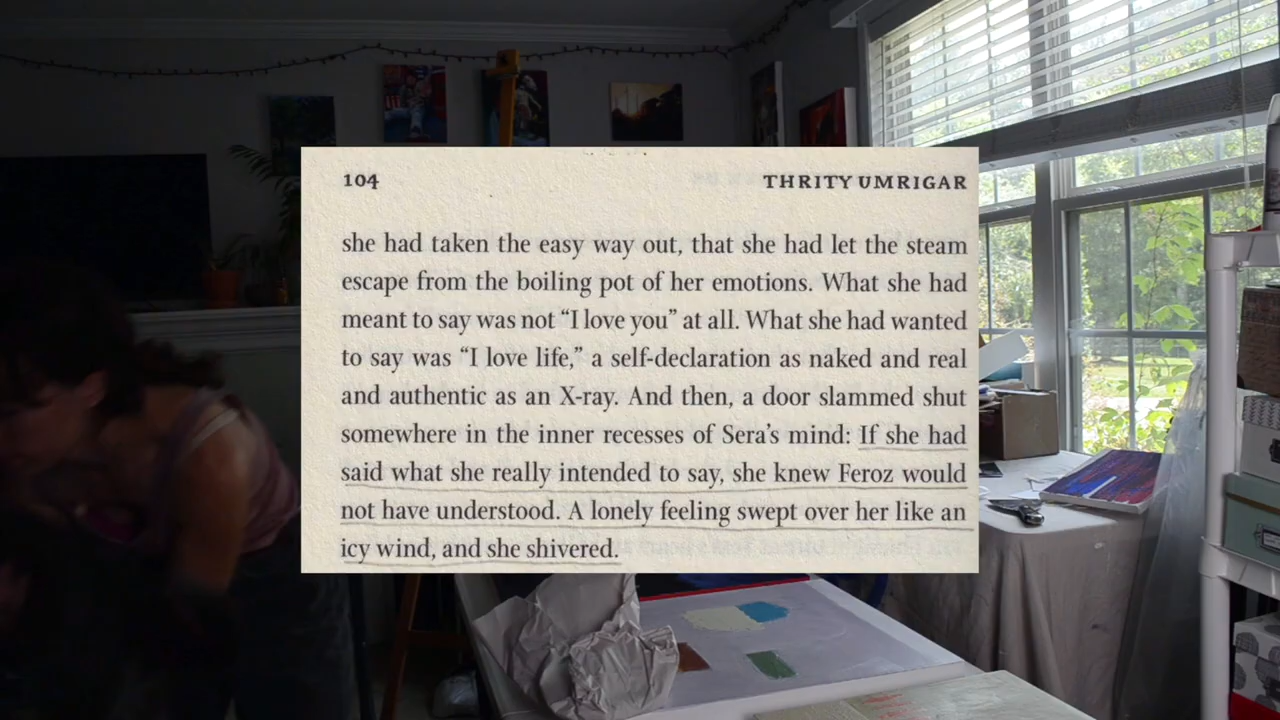 104 THRITY UMRIGAR
she had taken the easy way out, that she had let the steam
escape from the boiling pot of her emotions. What she had
meant to say was not “I love you” at all. What she had wanted
to say was “I love life,” a self-declaration as naked and real
and authentic as an X-ray. And then, a door slammed shut
somewhere in the inner recesses of Sera’s mind: If she had
said what she really intended to say, she knew Feroz would
not have understood. A lonely feeling swept over her like an
icy wind, and she shivered.